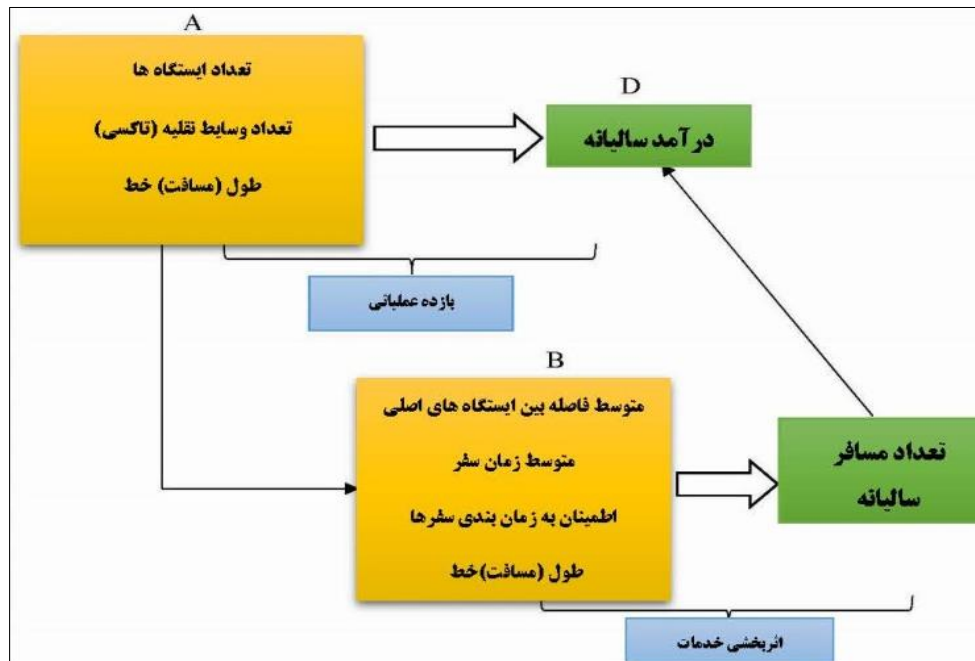 A
تعداد ایستگاه ها
تعداد وسایط نقلیه (تاکسی)
طول (مسافت) خط
D
درآمد سالیانه
بازده عملیاتی
B
متوسط فاصله بین ایستگاه های اصلی
متوسط زمان سفر
اطمینان به زمان بندی سفرها
طول (مسافت)خط
تعداد مسافر
سالیانه
اثربخشی خدمات